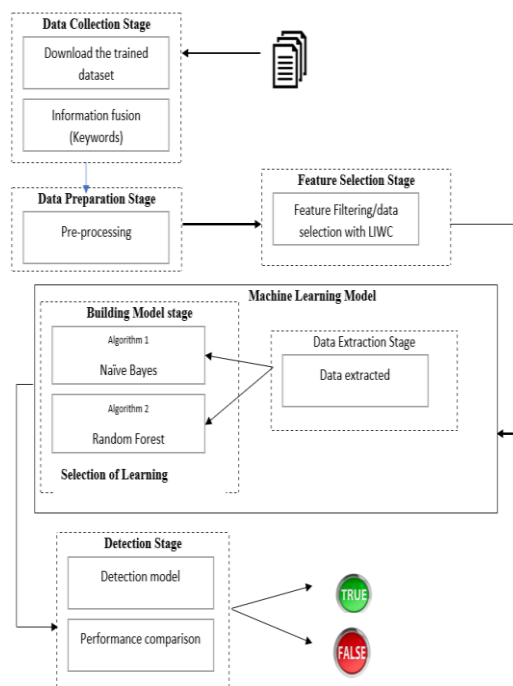 Data Collection Stage
Download the trained
dataset
Information fusion
(Keywords)
Data Preparation Stage
Pre-processing
Feature Selection Stage
Feature Filtering/data
selection with LIWC
Machine Learning Model
Building Model stage
Algorithm 1
Naïve Bayes
Algorithm 2
Random Forest
Selection of Learning
Data Extraction Stage
Data extracted
Detection Stage
Detection model
Performance comparison
TRUE
FALSE